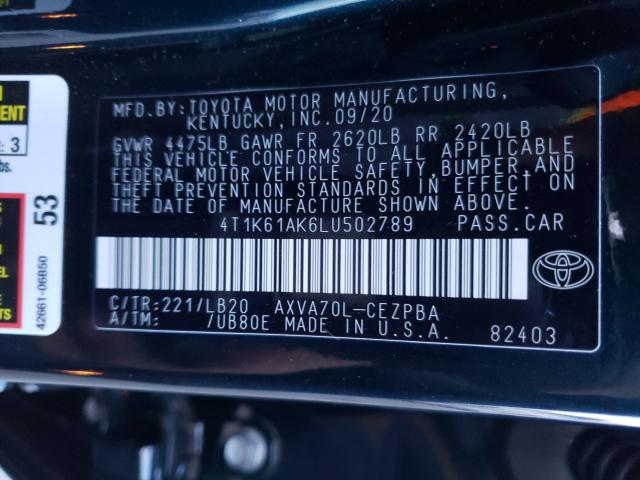 MFD.BY:TOYOTA MOTOR MANUFACTURING,
KENTUCKY,INC.09/20
GVWR 4475LB GAWR FR 2620LB RR 2420LB
THIS VEHICLE CONFORMS TO ALL APPLICABLE
FEDERAL MOTOR VEHICLE SAFETY,BUMPER,AND
THEFT PREVENTION STANDARDS IN EFFECT ON
THE DATE OF MANUFACTURE SHOWN ABOVE.
4T1K61AK6LU502789 PASS.CAR
C/TR:221/LB20 AXVA70L-CEZPBA
A/TM: /UB80E MADE IN U.S.A.
82403
3
53
42661-06B50